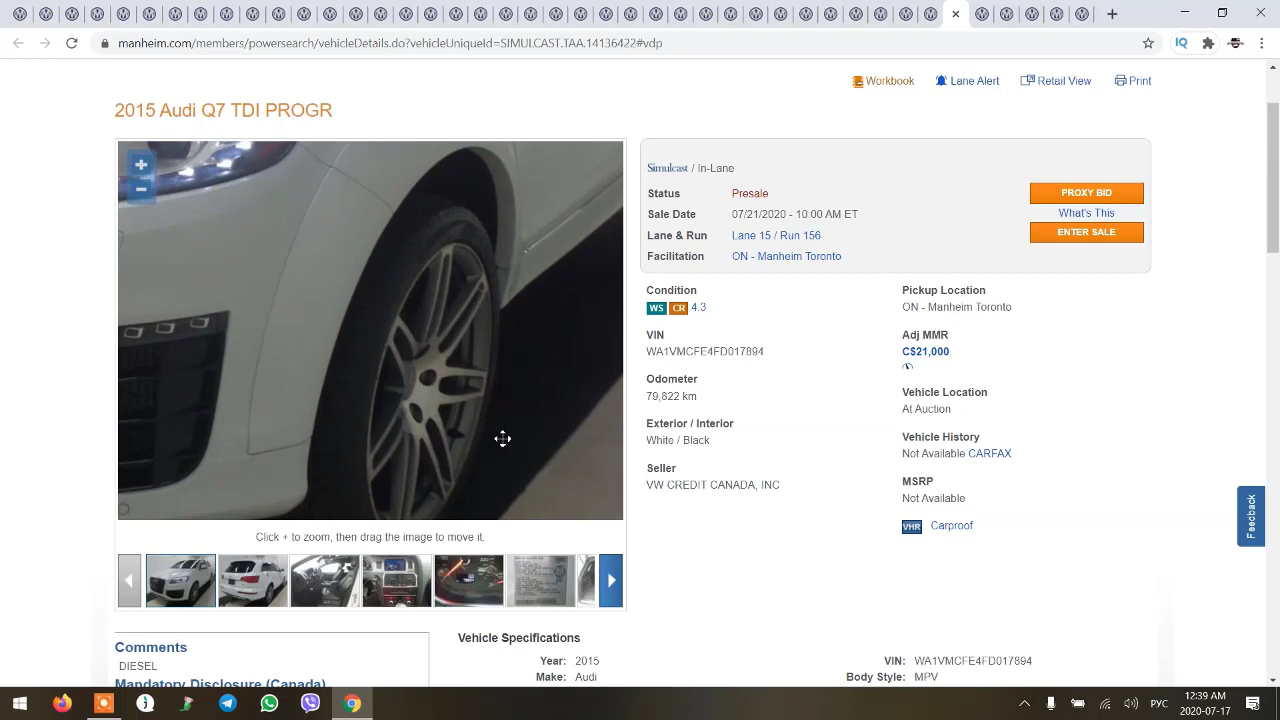 manheim.com/members/powersearch/vehicleDetails.do?vehicleUniqueId=SIMULCAST.TAA.14136422#vdp
IQ
Workbook
Lane Alert
Retail View
Print
2015 Audi Q7 TDI PROGR
+
−
Simulcast / In-Lane
Status Presale
Sale Date 07/21/2020 - 10:00 AM ET
Lane & Run Lane 15 / Run 156
Facilitation ON - Manheim Toronto
PROXY BID
What's This
ENTER SALE
Condition
WS CR 4.3
VIN
WA1VMCFE4FD017894
Odometer
79,822 km
Exterior / Interior
White / Black
Seller
VW CREDIT CANADA, INC
Pickup Location
ON - Manheim Toronto
Adj MMR
C$21,000
Vehicle Location
At Auction
Vehicle History
Not Available CARFAX
MSRP
Not Available
VHR Carproof
Feedback
Click + to zoom, then drag the image to move it.
Comments
DIESEL
Mandatory Disclosure (Canada)
Vehicle Specifications
Year: 2015
Make: Audi
VIN: WA1VMCFE4FD017894
Body Style: MPV
РУС
12:39 AM
2020-07-17